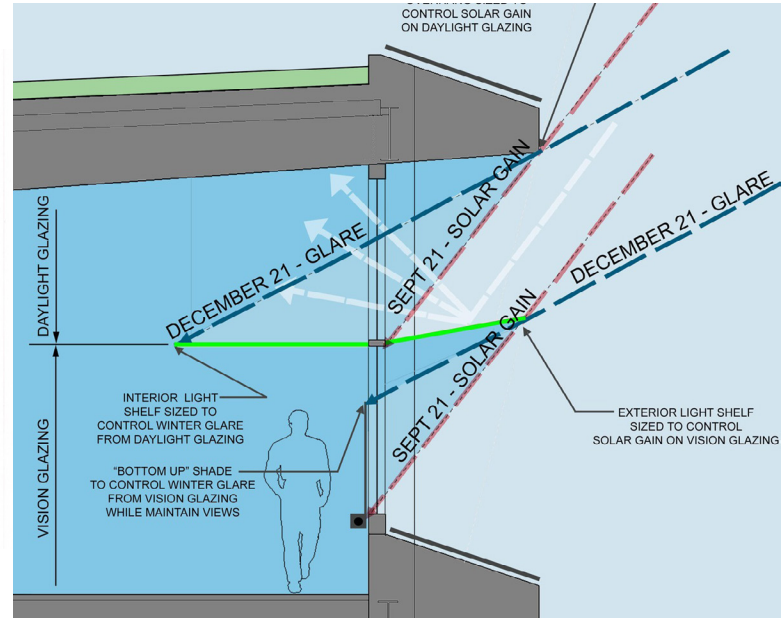 CONTROL SOLAR GAIN
ON DAYLIGHT GLAZING
DAYLIGHT GLAZING
DECEMBER 21 - GLARE
SEPT 21 - SOLAR GAIN
DECEMBER 21 - GLARE
SEPT 21 - SOLAR GAIN
INTERIOR LIGHT
SHELF SIZED TO
CONTROL WINTER GLARE
FROM DAYLIGHT GLAZING
EXTERIOR LIGHT SHELF
SIZED TO CONTROL
SOLAR GAIN ON VISION GLAZING
"BOTTOM UP" SHADE
TO CONTROL WINTER GLARE
FROM VISION GLAZING
WHILE MAINTAIN VIEWS
VISION GLAZING